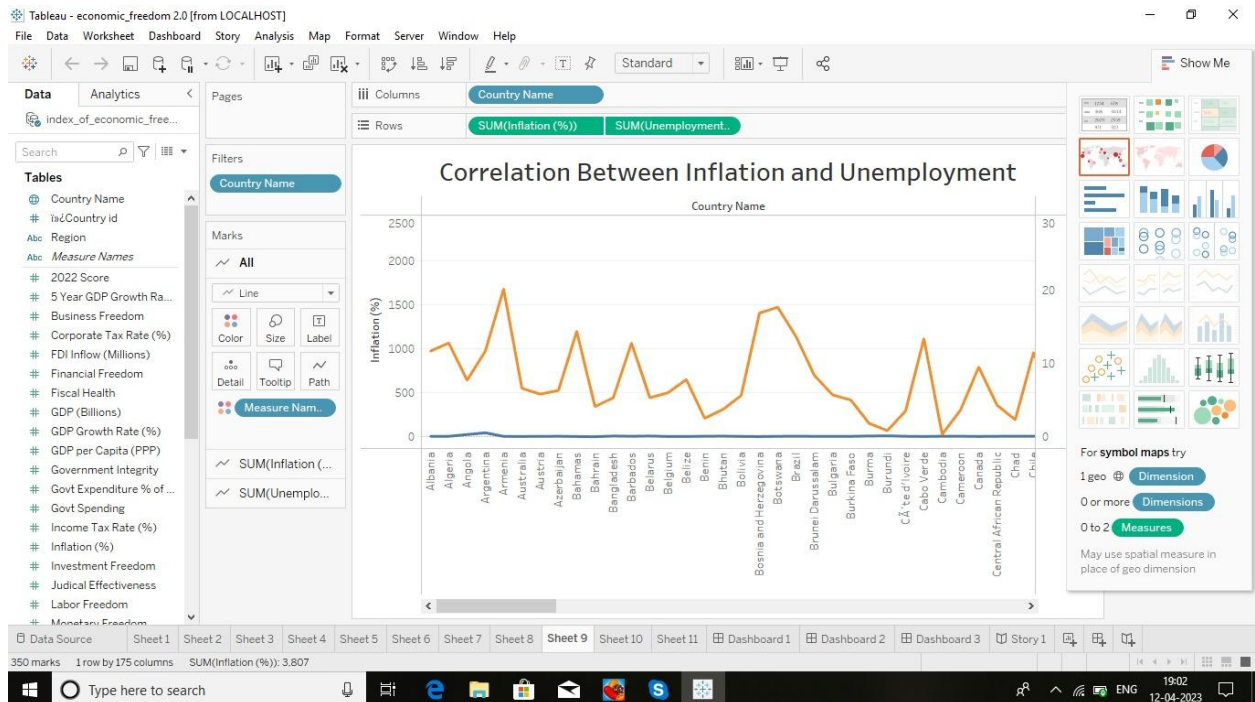 Tableau - economic_freedom 2.0 [from LOCALHOST]
File Data Worksheet Dashboard Story Analysis Map Format Server Window Help
Standard
Show Me
Data Analytics
Pages
Columns Country Name
index_of_economic_free...
Rows SUM(Inflation (%)) SUM(Unemployment..
Search
Filters
Country Name
Tables
Country Name
# ï»¿Country id
Abc Region
Abc Measure Names
# 2022 Score
# 5 Year GDP Growth Ra...
# Business Freedom
# Corporate Tax Rate (%)
# FDI Inflow (Millions)
# Financial Freedom
# Fiscal Health
# GDP (Billions)
# GDP Growth Rate (%)
# GDP per Capita (PPP)
# Government Integrity
# Govt Expenditure % of ...
# Govt Spending
# Income Tax Rate (%)
# Inflation (%)
# Investment Freedom
# Judical Effectiveness
# Labor Freedom
# Monetary Freedom
Marks
All
Line
Color Size Label
Detail Tooltip Path
Measure Nam..
SUM(Inflation (...
SUM(Unemplo...
Correlation Between Inflation and Unemployment
Country Name
Inflation (%)
2500
2000
1500
1000
500
0
30
20
10
0
Albania
Algeria
Angola
Argentina
Armenia
Australia
Austria
Azerbaijan
Bahamas
Bahrain
Bangladesh
Barbados
Belarus
Belgium
Belize
Benin
Bhutan
Bolivia
Bosnia and Herzegovina
Botswana
Brazil
Brunei Darussalam
Bulgaria
Burkina Faso
Burma
Burundi
CÃ´te d'Ivoire
Cabo Verde
Cambodia
Cameroon
Canada
Central African Republic
Chad
Chile
For symbol maps try
1 geo Dimension
0 or more Dimensions
0 to 2 Measures
May use spatial measure in
place of geo dimension
Data Source Sheet 1 Sheet 2 Sheet 3 Sheet 4 Sheet 5 Sheet 6 Sheet 7 Sheet 8 Sheet 9 Sheet 10 Sheet 11 Dashboard 1 Dashboard 2 Dashboard 3 Story 1
350 marks 1 row by 175 columns SUM(Inflation (%)): 3,807
Type here to search
ENG
19:02
12-04-2023